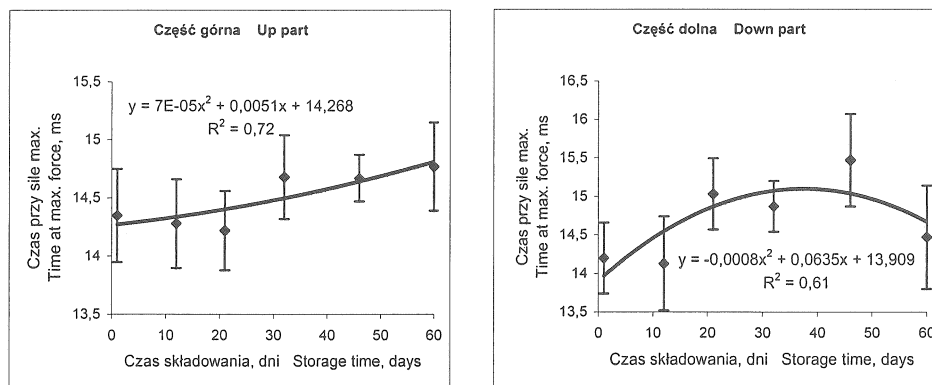 Część górna Up part
Czas przy sile max.
Time at max. force, ms
15,5
15
14,5
14
13,5
y = 7E-05x² + 0,0051x + 14,268
R² = 0,72
0 10 20 30 40 50 60
Czas składowania, dni Storage time, days
Część dolna Down part
Czas przy sile max.
Time at max. force, ms
16,5
16
15,5
15
14,5
14
13,5
y = -0,0008x² + 0,0635x + 13,909
R² = 0,61
0 10 20 30 40 50 60
Czas składowania, dni Storage time, days